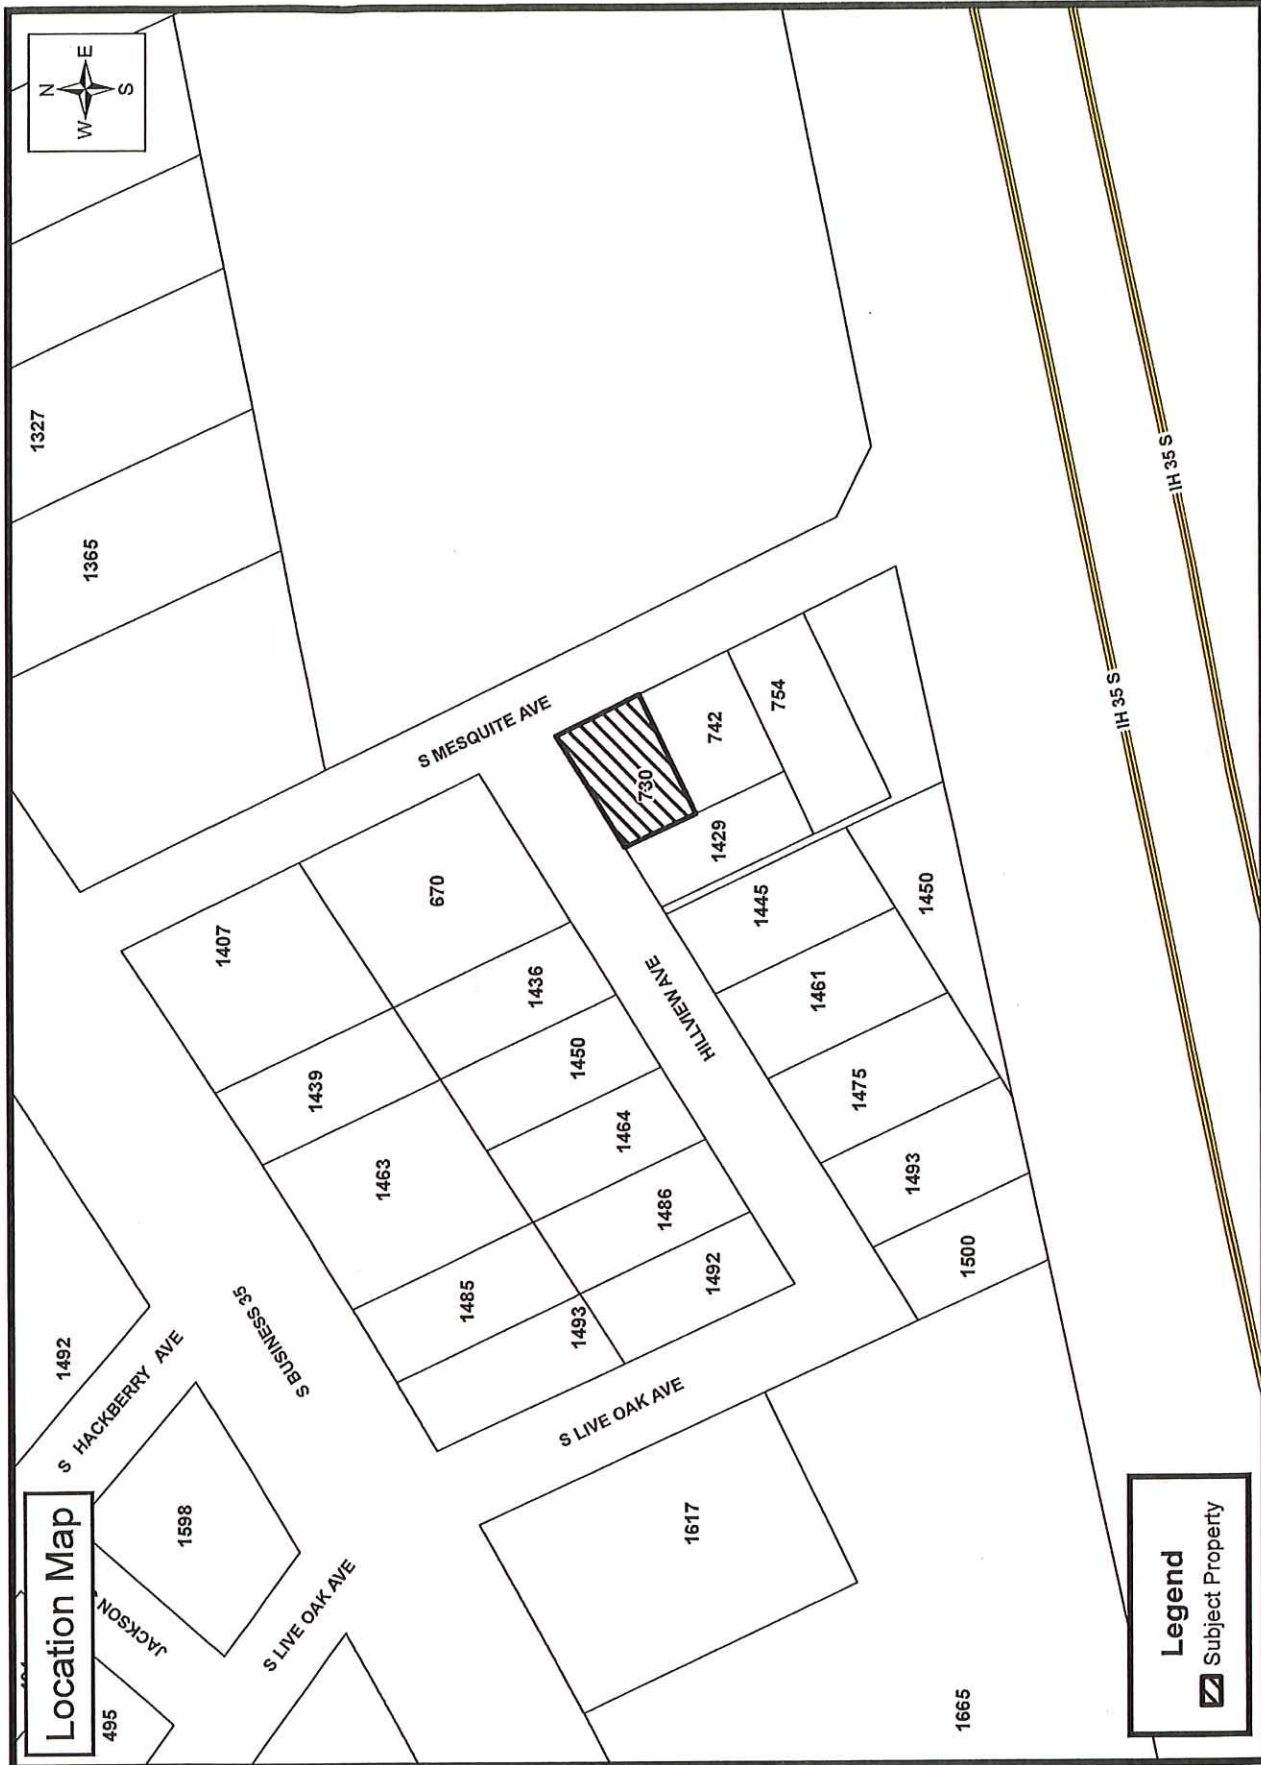 Location Map
N
W
E
S
495
1598
1492
1365
1327
JACKSON
S HACKBERRY AVE
S LIVE OAK AVE
S BUSINESS 35
1407
1439
1463
1485
1493
670
1436
1450
1464
1486
1492
S MESQUITE AVE
HILLVIEW AVE
S LIVE OAK AVE
730
742
754
1429
1445
1450
1461
1475
1493
1500
1617
1665
IH 35 S
IH 35 S
Legend
Subject Property